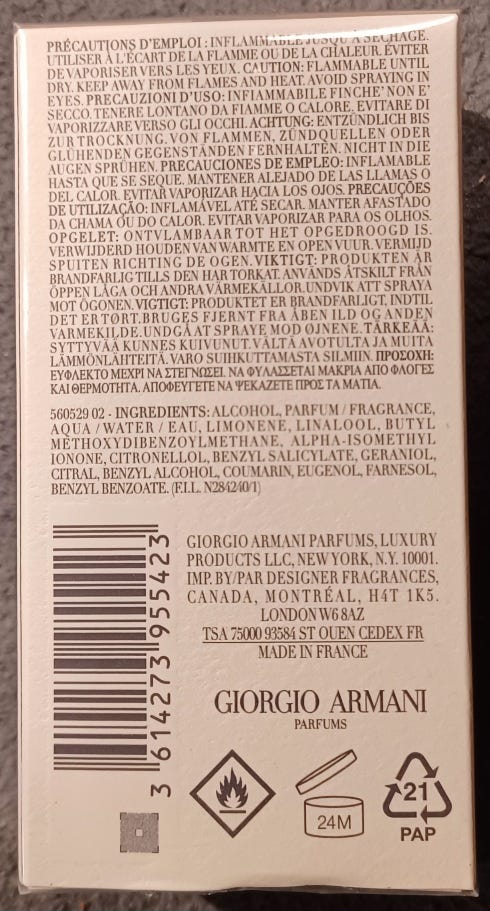 PRÉCAUTIONS D'EMPLOI : INFLAMMABLE JUSQU'À SÉCHAGE.
UTILISER À L'ÉCART DE LA FLAMME OU DE LA CHALEUR. ÉVITER
DE VAPORISER VERS LES YEUX. CAUTION: FLAMMABLE UNTIL
DRY. KEEP AWAY FROM FLAMES AND HEAT. AVOID SPRAYING IN
EYES. PRECAUZIONI D'USO: INFIAMMABILE FINCHE' NON E'
SECCO. TENERE LONTANO DA FIAMME O CALORE. EVITARE DI
VAPORIZZARE VERSO GLI OCCHI. ACHTUNG: ENTZÜNDLICH BIS
ZUR TROCKNUNG. VON FLAMMEN, ZÜNDQUELLEN ODER
GLÜHENDEN GEGENSTÄNDEN FERNHALTEN. NICHT IN DIE
AUGEN SPRÜHEN. PRECAUCIONES DE EMPLEO: INFLAMABLE
HASTA QUE SE SEQUE. MANTENER ALEJADO DE LAS LLAMAS O
DEL CALOR. EVITAR VAPORIZAR HACIA LOS OJOS. PRECAUÇÕES
DE UTILIZAÇÃO: INFLAMÁVEL ATÉ SECAR. MANTER AFASTADO
DA CHAMA OU DO CALOR. EVITAR VAPORIZAR PARA OS OLHOS.
OPGELET: ONTVLAMBAAR TOT HET OPGEDROOGD IS.
VERWIJDERD HOUDEN VAN WARMTE EN OPEN VUUR. VERMIJD
SPUITEN RICHTING DE OGEN. VIKTIGT: PRODUKTEN ÄR
BRANDFARLIG TILLS DEN HAR TORKAT. ANVÄNDS ÅTSKILT FRÅN
ÖPPEN LÅGA OCH ANDRA VÄRMEKÄLLOR. UNDVIK ATT SPRAYA
MOT ÖGONEN. VIGTIGT: PRODUKTET ER BRANDFARLIGT, INDTIL
DET ER TØRT. BRUGES FJERNT FRA ÅBEN ILD OG ANDEN
VARMEKILDE. UNDGÅ AT SPRAYE MOD ØJNENE. TÄRKEÄÄ:
SYTTYVÄÄ KUNNES KUIVUNUT. VÄLTÄ AVOTULTA JA MUITA
LÄMMÖNLÄHTEITÄ. VARO SUIHKUTTAMASTA SILMIIN. ΠΡΟΣΟΧΗ:
ΕΥΦΛΕΚΤΟ ΜΕΧΡΙ ΝΑ ΣΤΕΓΝΩΣΕΙ. ΝΑ ΦΥΛΑΣΣΕΤΑΙ ΜΑΚΡΙΑ ΑΠΟ ΦΛΟΓΕΣ
ΚΑΙ ΘΕΡΜΟΤΗΤΑ. ΑΠΟΦΕΥΓΕΤΕ ΝΑ ΨΕΚΑΖΕΤΕ ΠΡΟΣ ΤΑ ΜΑΤΙΑ.
560529 02 - INGREDIENTS: ALCOHOL, PARFUM / FRAGRANCE,
AQUA / WATER / EAU, LIMONENE, LINALOOL, BUTYL
METHOXYDIBENZOYLMETHANE, ALPHA-ISOMETHYL
IONONE, CITRONELLOL, BENZYL SALICYLATE, GERANIOL,
CITRAL, BENZYL ALCOHOL, COUMARIN, EUGENOL, FARNESOL,
BENZYL BENZOATE. (F.I.L. N284240/1)
GIORGIO ARMANI PARFUMS, LUXURY
PRODUCTS LLC, NEW YORK, N.Y. 10001.
IMP. BY/PAR DESIGNER FRAGRANCES,
CANADA, MONTRÉAL, H4T 1K5.
LONDON W6 8AZ
TSA 75000 93584 ST OUEN CEDEX FR
MADE IN FRANCE
GIORGIO ARMANI
PARFUMS
3 614273 955423
24M
21
PAP